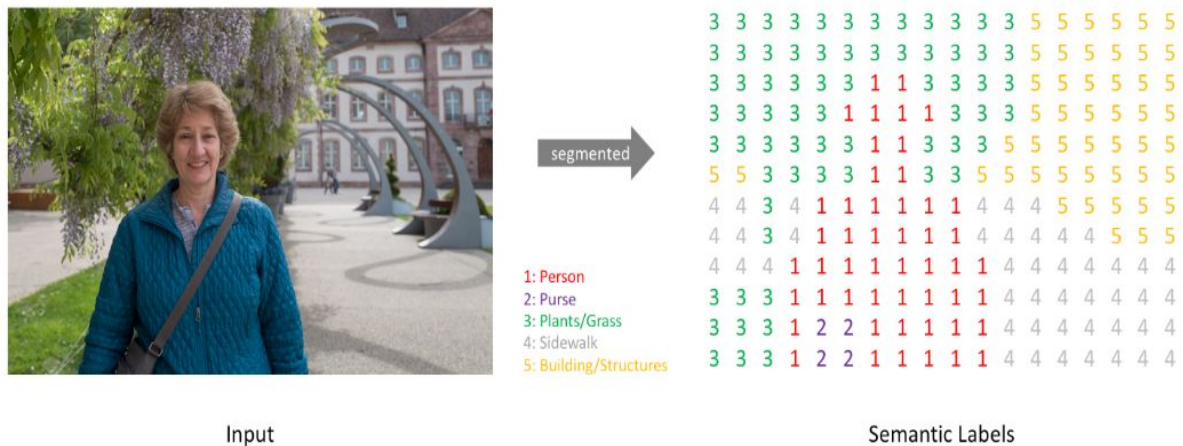 3 3 3 3 3 3 3 3 3 3 3 3 5 5 5 5 5 5
3 3 3 3 3 3 3 3 3 3 3 3 5 5 5 5 5 5
3 3 3 3 3 3 1 1 3 3 3 3 5 5 5 5 5 5
3 3 3 3 3 1 1 1 1 3 3 3 5 5 5 5 5 5
3 3 3 3 3 3 1 1 3 3 3 5 5 5 5 5 5 5
5 5 3 3 3 3 1 1 3 3 5 5 5 5 5 5 5 5
4 4 3 4 1 1 1 1 1 1 4 4 4 5 5 5 5 5
4 4 3 4 1 1 1 1 1 1 4 4 4 4 4 5 5 5
4 4 4 1 1 1 1 1 1 1 1 4 4 4 4 4 4 4
3 3 3 1 1 1 1 1 1 1 1 4 4 4 4 4 4 4
3 3 3 1 2 2 1 1 1 1 1 4 4 4 4 4 4 4
3 3 3 1 2 2 1 1 1 1 1 4 4 4 4 4 4 4
segmented
1: Person
2: Purse
3: Plants/Grass
4: Sidewalk
5: Building/Structures
Input
Semantic Labels